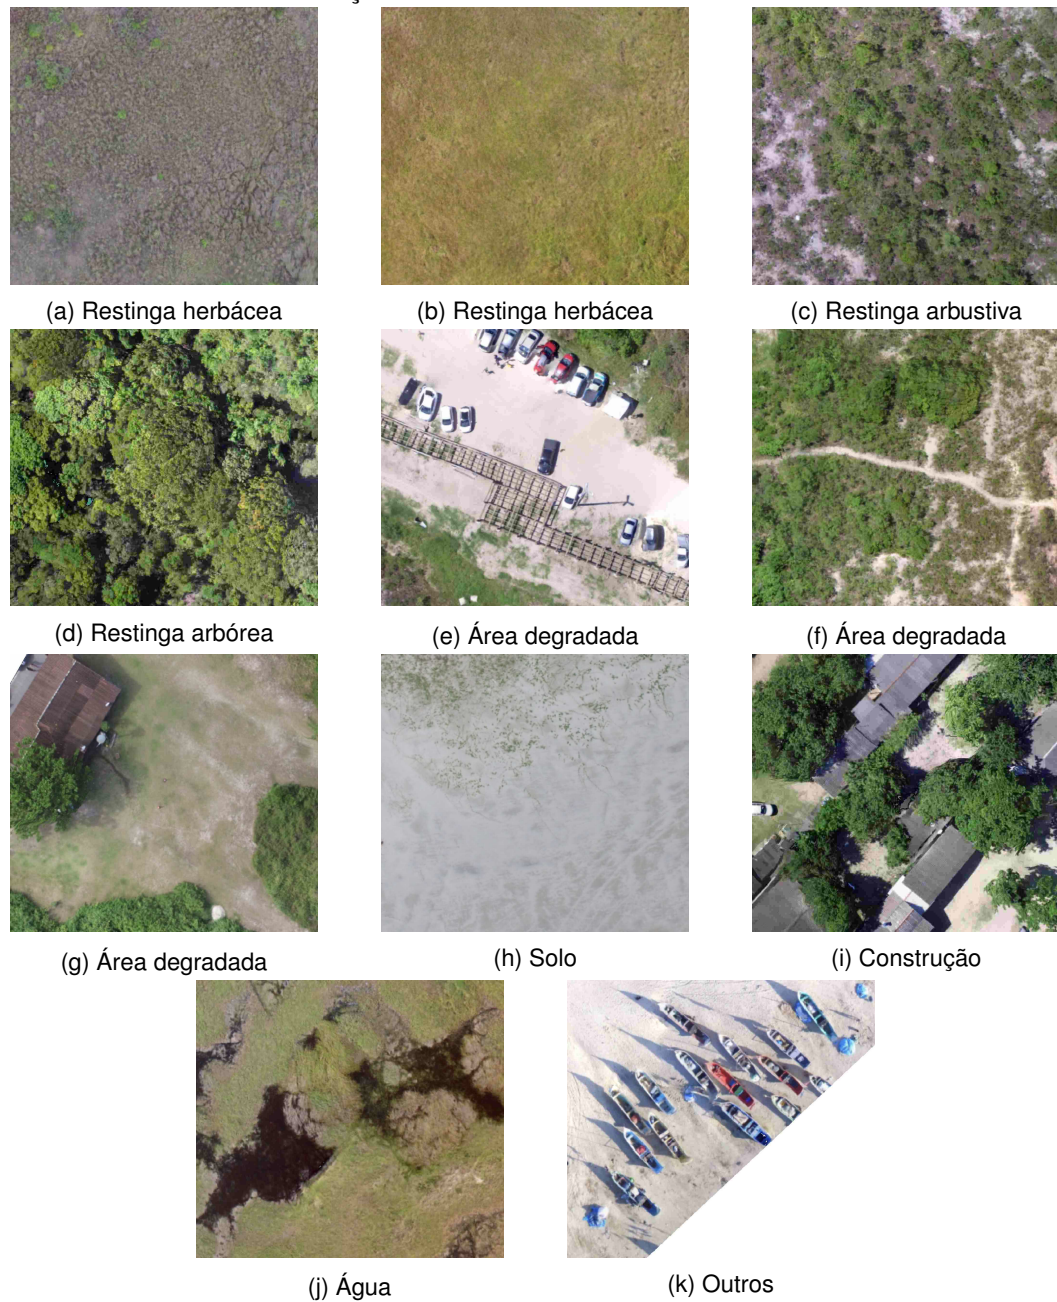 (a) Restinga herbácea
(b) Restinga herbácea
(c) Restinga arbustiva
(d) Restinga arbórea
(e) Área degradada
(f) Área degradada
(g) Área degradada
(h) Solo
(i) Construção
(j) Água
(k) Outros